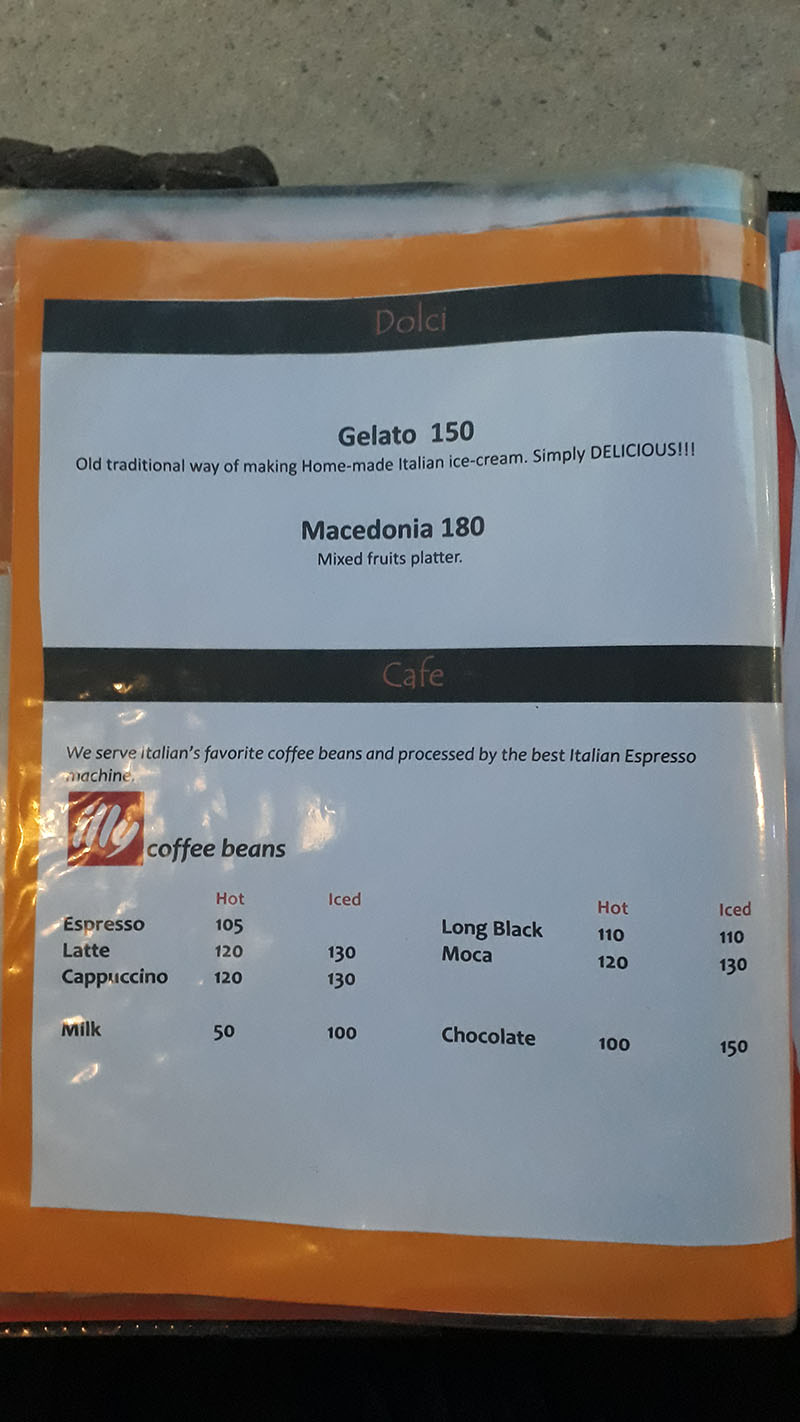 Dolci
Gelato 150
Old traditional way of making Home-made Italian ice-cream. Simply DELICIOUS!!!
Macedonia 180
Mixed fruits platter.
Cafe
We serve Italian's favorite coffee beans and processed by the best Italian Espresso
machine.
illy coffee beans
Hot Iced Hot Iced
Espresso 105 Long Black 110 110
Latte 120 130 Moca 120 130
Cappuccino 120 130
Milk 50 100 Chocolate 100 150